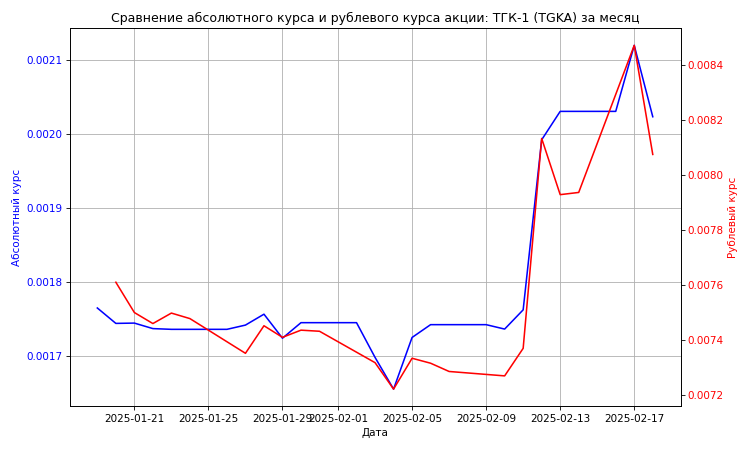 Сравнение абсолютного курса и рублевого курса акции: ТГК-1 (TGKA) за месяц
0.0021
0.0020
0.0019
0.0018
0.0017
Абсолютный курс
0.0084
0.0082
0.0080
0.0078
0.0076
0.0074
0.0072
Рублевый курс
2025-01-21 2025-01-25 2025-01-29 2025-02-01 2025-02-05 2025-02-09 2025-02-13 2025-02-17
Дата